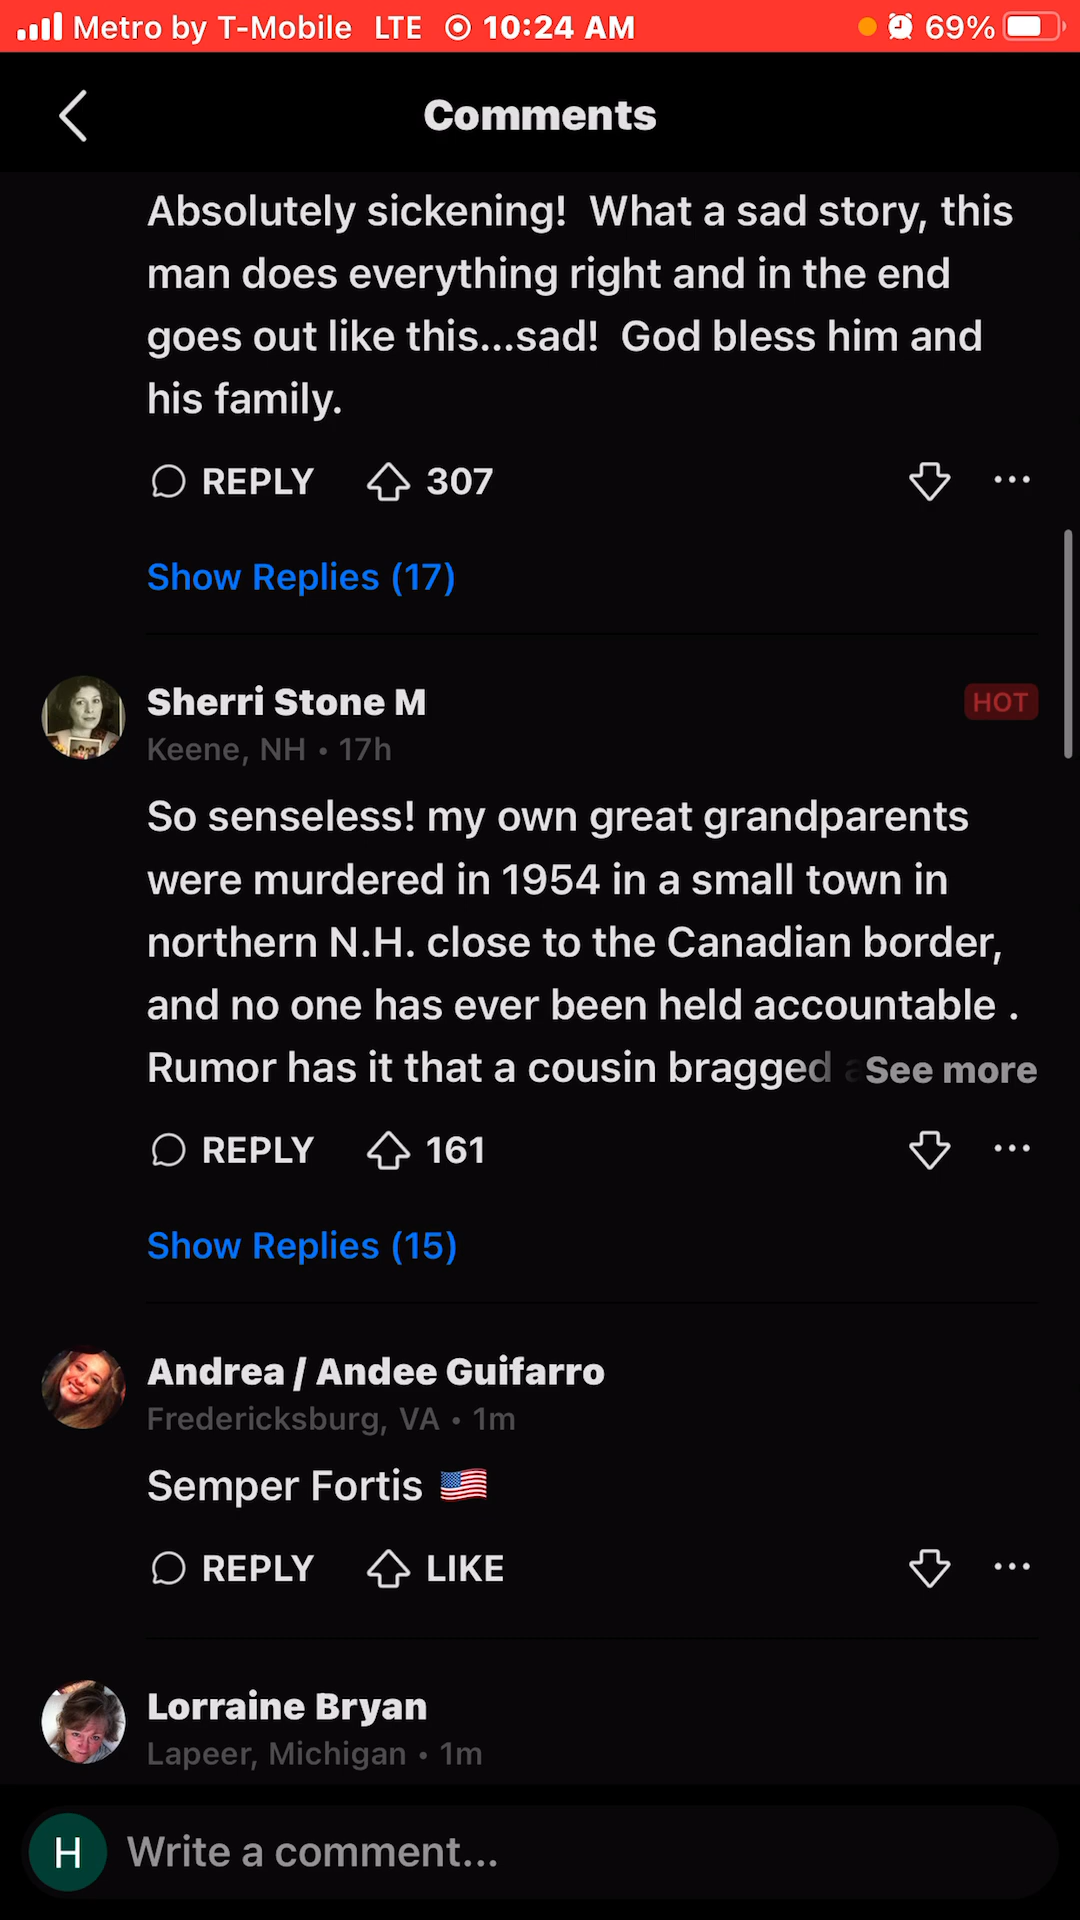 Metro by T-Mobile LTE 10:24 AM 69%
Comments
Absolutely sickening!  What a sad story, this
man does everything right and in the end
goes out like this...sad!  God bless him and
his family.
REPLY 307 ...
Show Replies (17)
Sherri Stone M HOT
Keene, NH • 17h
So senseless! my own great grandparents
were murdered in 1954 in a small town in
northern N.H. close to the Canadian border,
and no one has ever been held accountable .
Rumor has it that a cousin bragged See more
REPLY 161 ...
Show Replies (15)
Andrea / Andee Guifarro
Fredericksburg, VA • 1m
Semper Fortis 🇺🇸
REPLY LIKE ...
Lorraine Bryan
Lapeer, Michigan • 1m
H Write a comment...